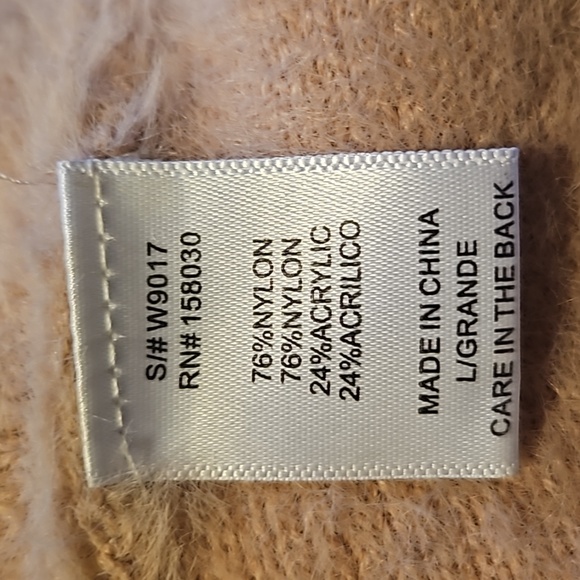 S/# W9017
RN# 158030
76%NYLON
76%NYLON
24%ACRYLIC
24%ACRILICO
MADE IN CHINA
L/GRANDE
CARE IN THE BACK